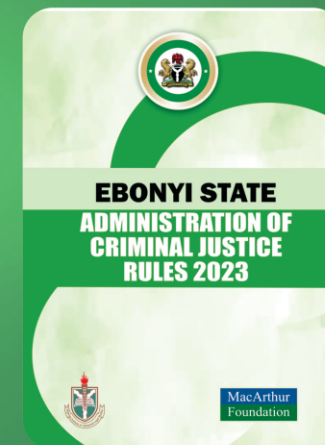 EBONYI STATE
ADMINISTRATION OF
CRIMINAL JUSTICE
RULES 2023
MacArthur
Foundation